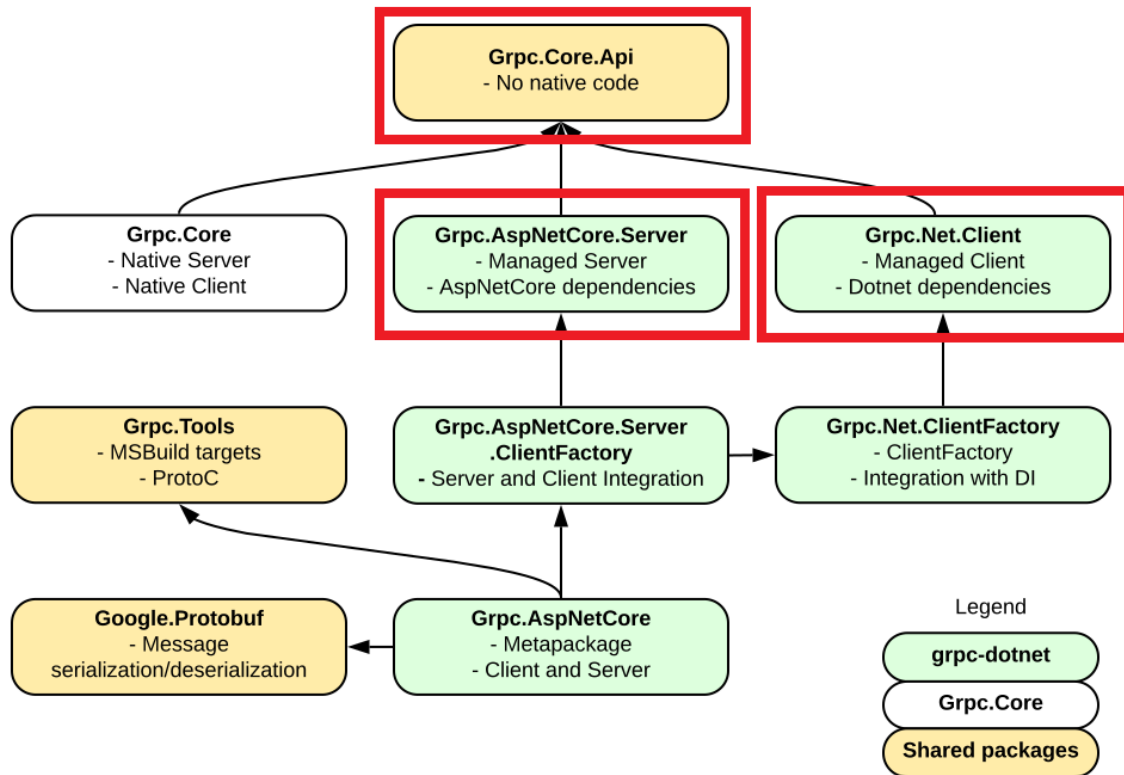 Grpc.Core.Api
- No native code
Grpc.Core
- Native Server
- Native Client
Grpc.AspNetCore.Server
- Managed Server
- AspNetCore dependencies
Grpc.Net.Client
- Managed Client
- Dotnet dependencies
Grpc.Tools
- MSBuild targets
- ProtoC
Grpc.AspNetCore.Server
.ClientFactory
- Server and Client Integration
Grpc.Net.ClientFactory
- ClientFactory
- Integration with DI
Google.Protobuf
- Message
serialization/deserialization
Grpc.AspNetCore
- Metapackage
- Client and Server
Legend
grpc-dotnet
Grpc.Core
Shared packages